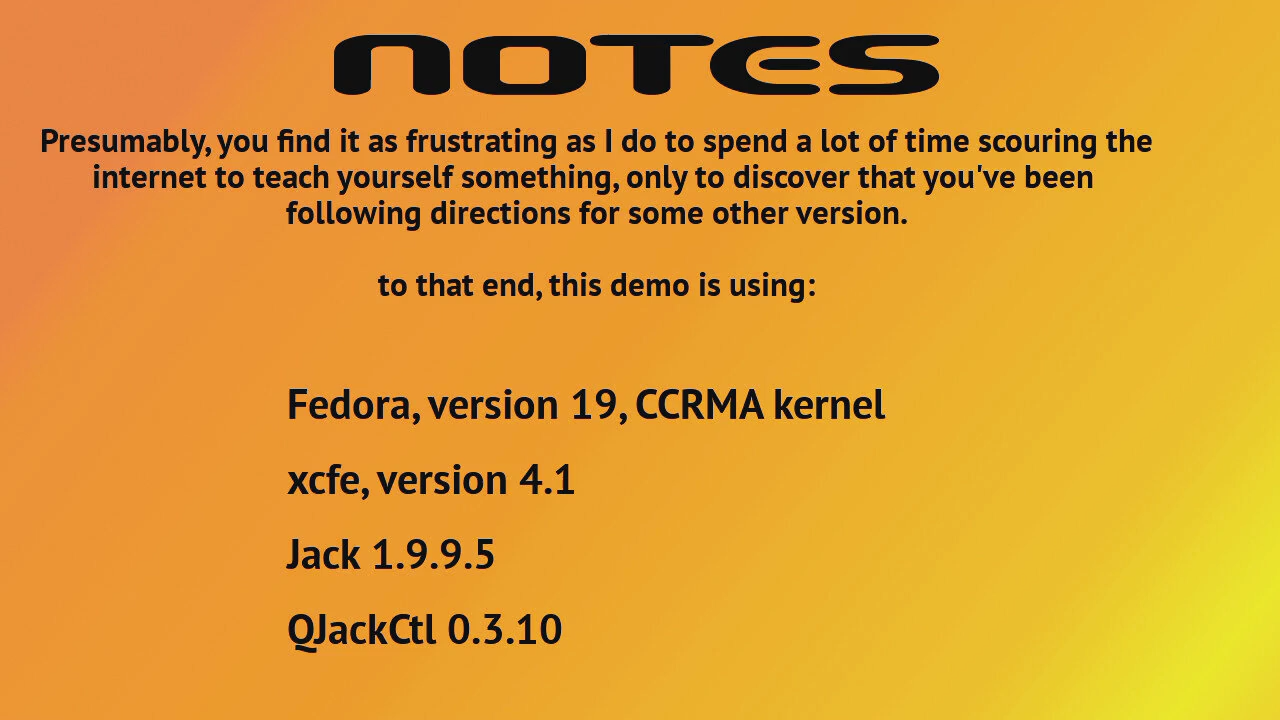 NOTES
Presumably, you find it as frustrating as I do to spend a lot of time scouring the
internet to teach yourself something, only to discover that you've been
following directions for some other version.
to that end, this demo is using:
Fedora, version 19, CCRMA kernel
xcfe, version 4.1
Jack 1.9.9.5
QJackCtl 0.3.10